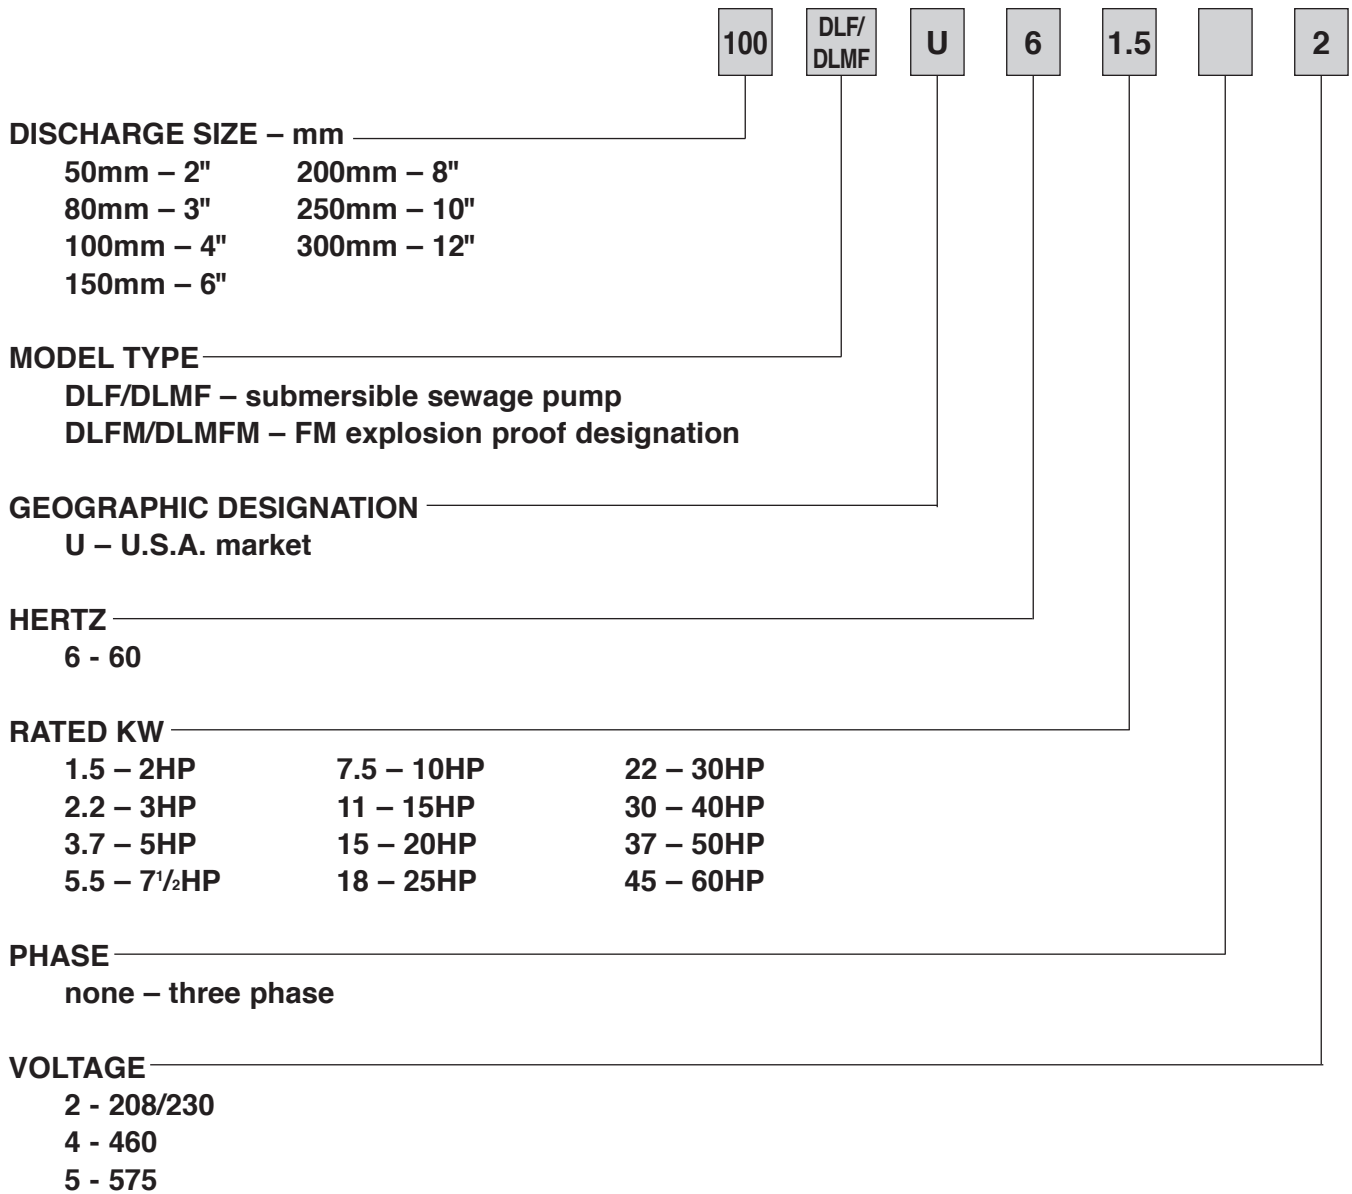 100 DLF/ DLMF U 6 1.5 2
DISCHARGE SIZE – mm
50mm – 2" 200mm – 8"
80mm – 3" 250mm – 10"
100mm – 4" 300mm – 12"
150mm – 6"
MODEL TYPE
DLF/DLMF – submersible sewage pump
DLFM/DLMFM – FM explosion proof designation
GEOGRAPHIC DESIGNATION
U – U.S.A. market
HERTZ
6 - 60
RATED KW
1.5 – 2HP 7.5 – 10HP 22 – 30HP
2.2 – 3HP 11 – 15HP 30 – 40HP
3.7 – 5HP 15 – 20HP 37 – 50HP
5.5 – 7 1/2HP 18 – 25HP 45 – 60HP
PHASE
none – three phase
VOLTAGE
2 - 208/230
4 - 460
5 - 575